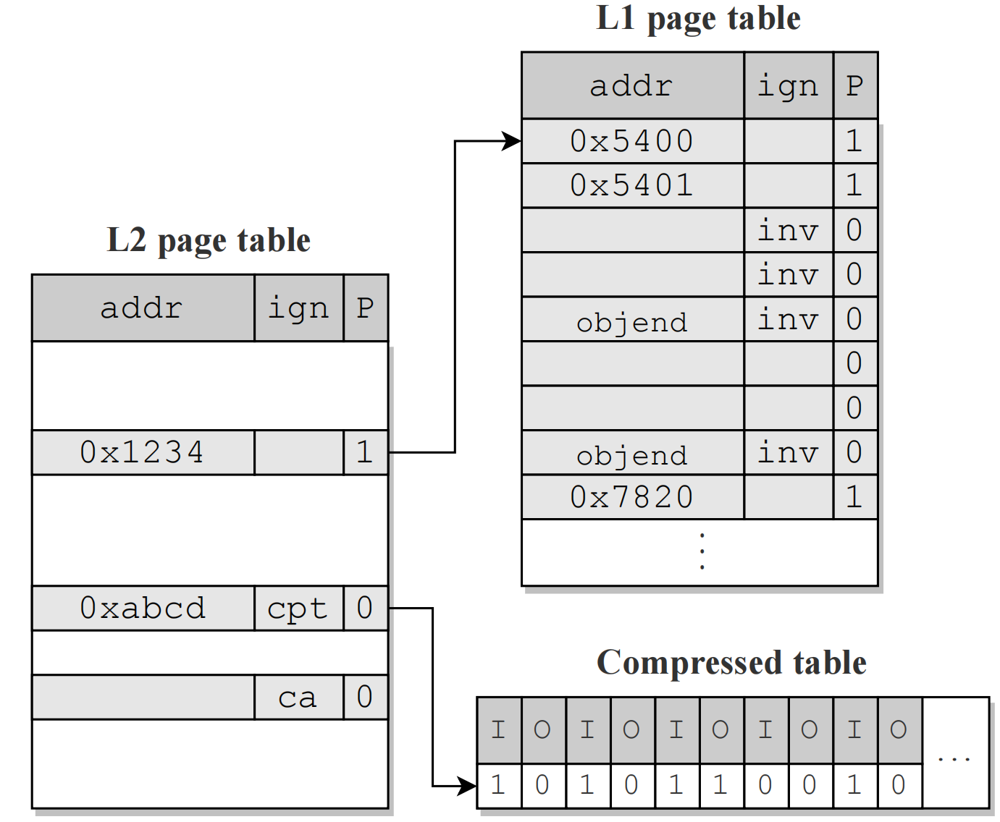 L1 page table
addr ign P
0x5400 1
0x5401 1
inv 0
inv 0
objend inv 0
0
0
objend inv 0
0x7820 1
⋮
L2 page table
addr ign P
0x1234 1
0xabcd cpt 0
ca 0
Compressed table
I O I O I O I O I O ...
1 0 1 0 1 1 0 0 1 0